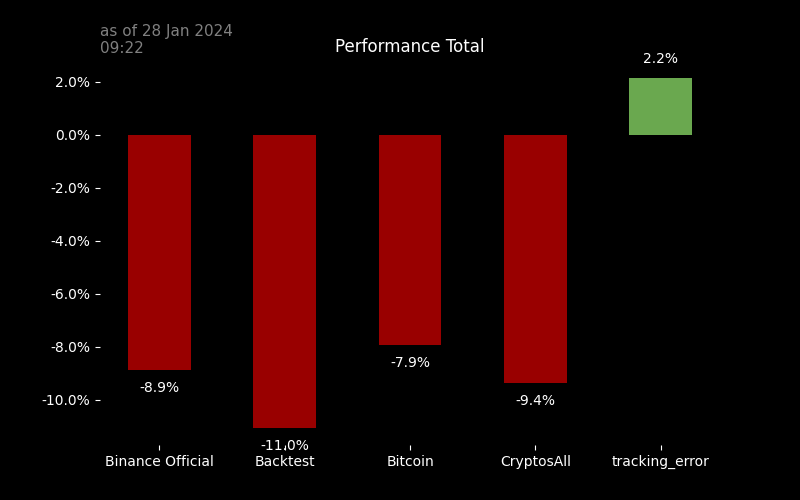 as of 28 Jan 2024
09:22
Performance Total
2.2%
2.0%
0.0%
-2.0%
-4.0%
-6.0%
-8.0%
-10.0%
-8.9%
-11.0%
-7.9%
-9.4%
Binance Official
Backtest
Bitcoin
CryptosAll
tracking_error